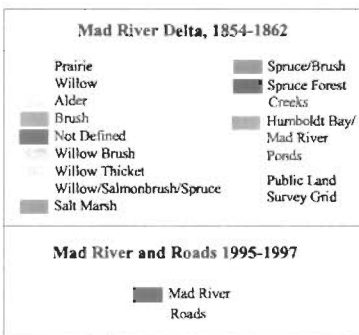 Mad River Delta, 1854-1862
Prairie
Willow
Alder
Brush
Not Defined
Willow Brush
Willow Thicket
Willow/Salmonbrush/Spruce
Salt Marsh
Spruce/Brush
Spruce Forest
Creeks
Humboldt Bay/
Mad River
Ponds
Public Land
Survey Grid
Mad River and Roads 1995-1997
Mad River
Roads